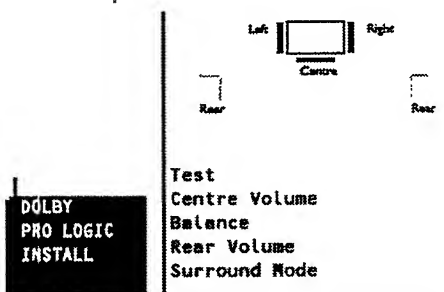 Left Right
Centre
Rear Rear
Test
Centre Volume
Balance
Rear Volume
Surround Mode
DOLBY
PRO LOGIC
INSTALL